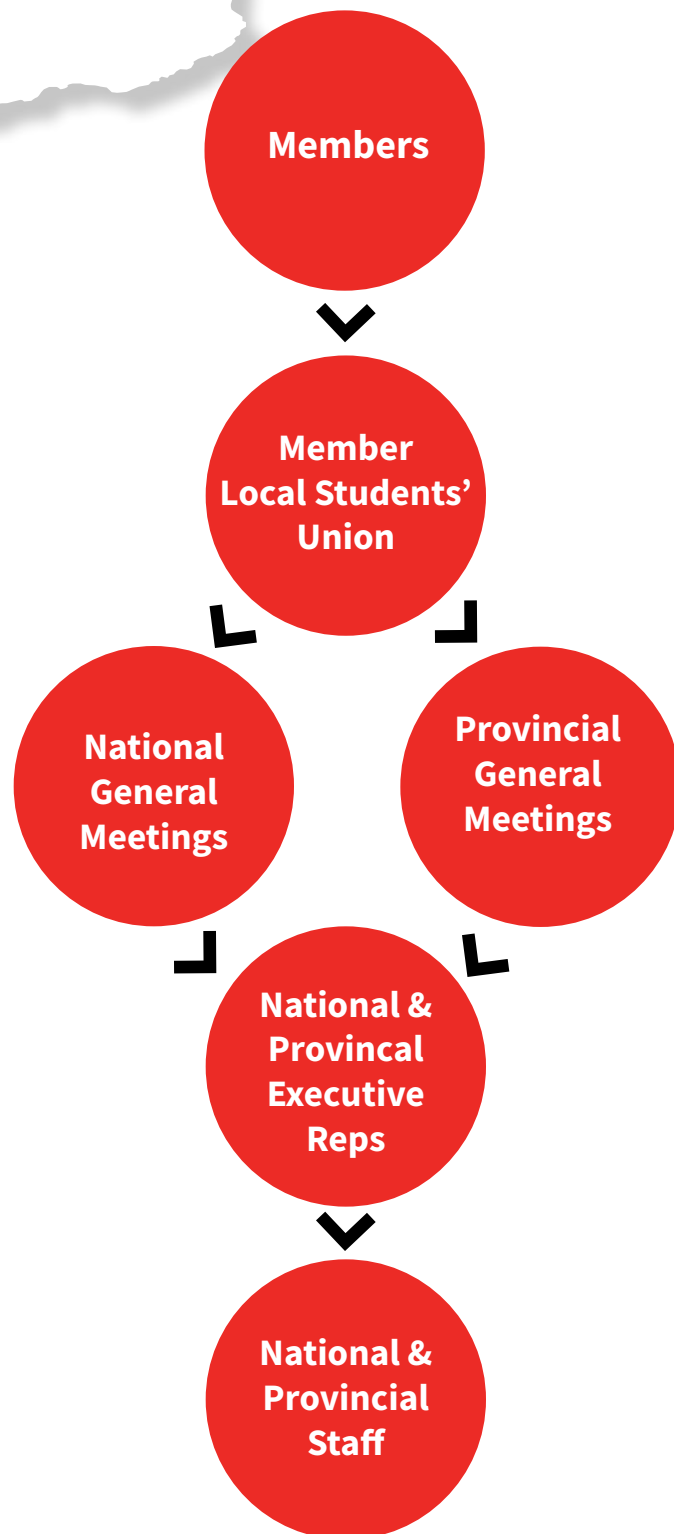 Members
Member
Local Students’
Union
National
General
Meetings
Provincial
General
Meetings
National &
Provincal
Executive
Reps
National &
Provincial
Staff